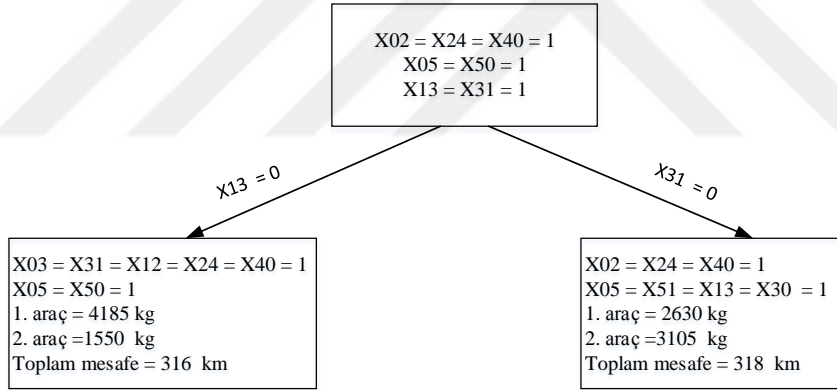 X02 = X24 = X40 = 1
X05 = X50 = 1
X13 = X31 = 1
X13 = 0
X31 = 0
X03 = X31 = X12 = X24 = X40 = 1
X05 = X50 = 1
1. araç = 4185 kg
2. araç =1550 kg
Toplam mesafe = 316 km
X02 = X24 = X40 = 1
X05 = X51 = X13 = X30 = 1
1. araç = 2630 kg
2. araç =3105 kg
Toplam mesafe = 318 km